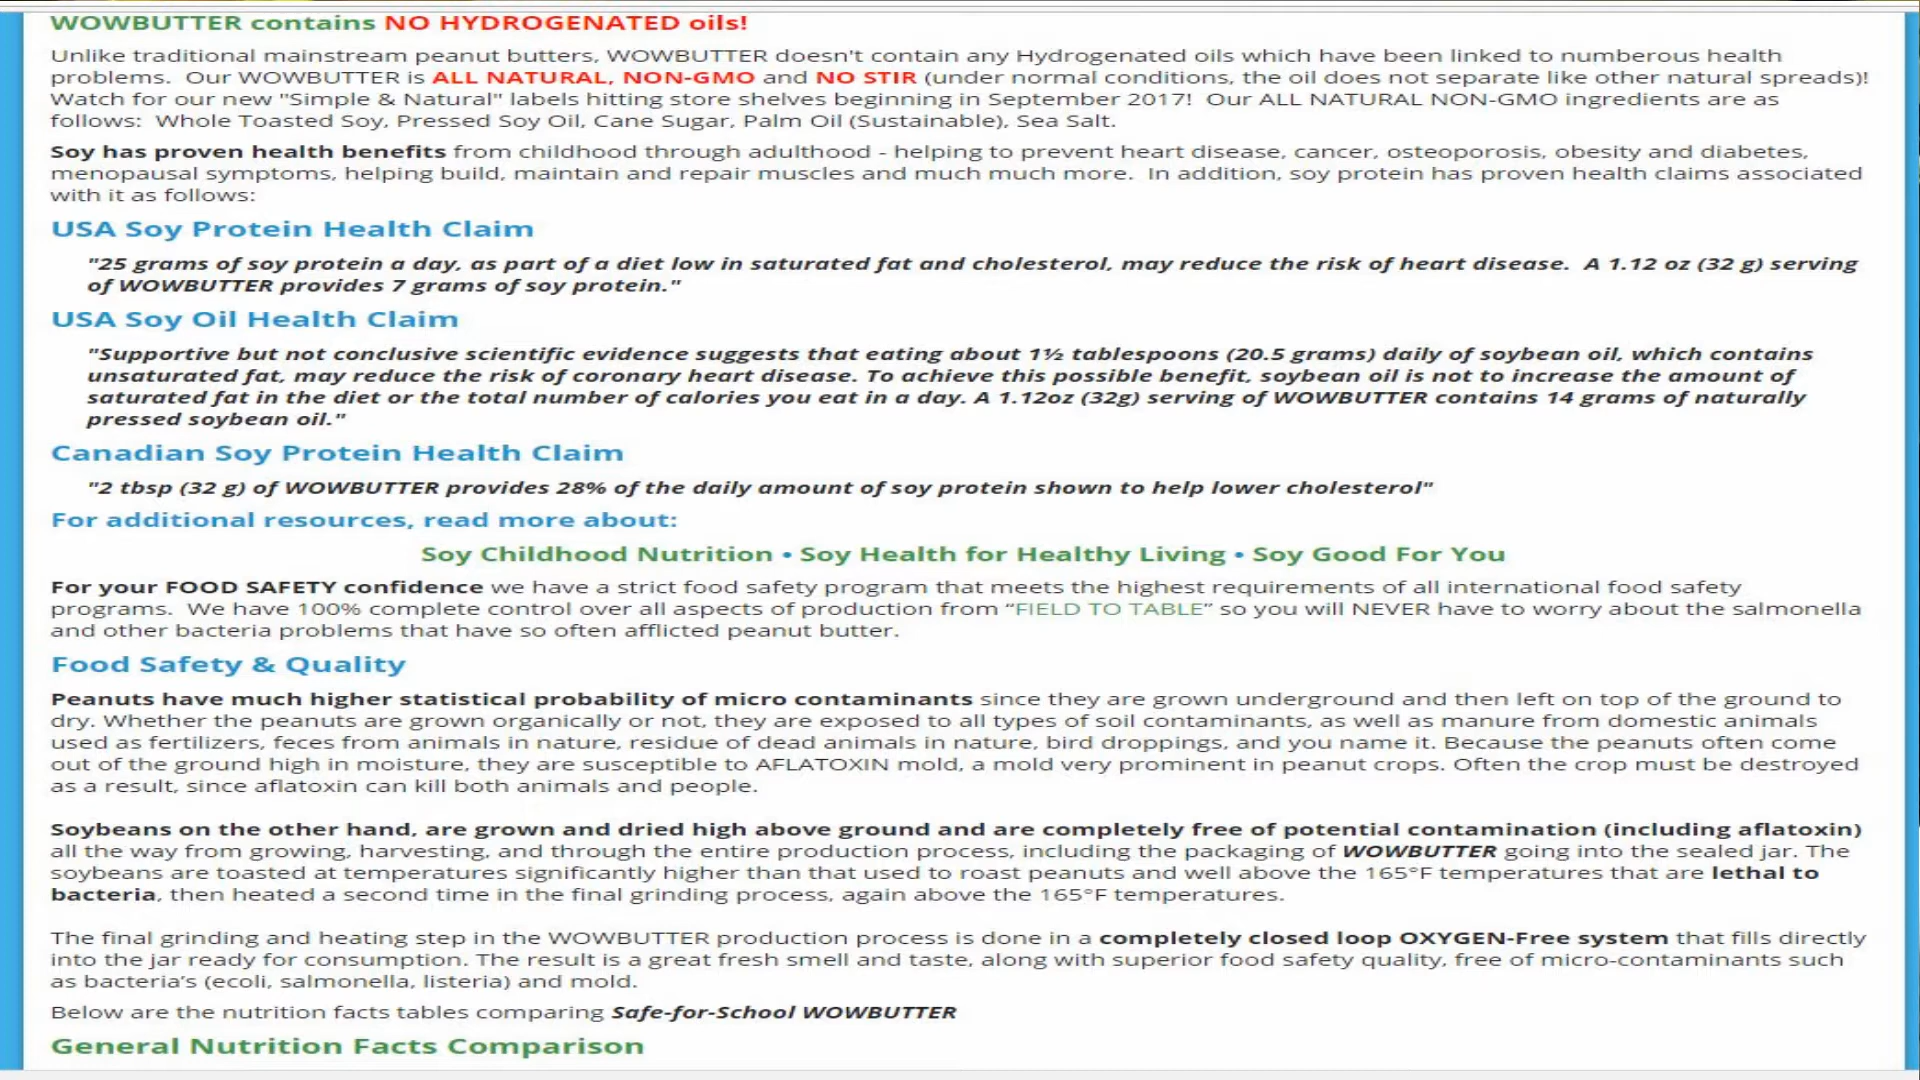 WOWBUTTER contains NO HYDROGENATED oils!
Unlike traditional mainstream peanut butters, WOWBUTTER doesn't contain any Hydrogenated oils which have been linked to numberous health
problems.  Our WOWBUTTER is ALL NATURAL, NON-GMO and NO STIR (under normal conditions, the oil does not separate like other natural spreads)!
Watch for our new "Simple & Natural" labels hitting store shelves beginning in September 2017!  Our ALL NATURAL NON-GMO ingredients are as
follows:  Whole Toasted Soy, Pressed Soy Oil, Cane Sugar, Palm Oil (Sustainable), Sea Salt.
Soy has proven health benefits from childhood through adulthood - helping to prevent heart disease, cancer, osteoporosis, obesity and diabetes,
menopausal symptoms, helping build, maintain and repair muscles and much much more.  In addition, soy protein has proven health claims associated
with it as follows:
USA Soy Protein Health Claim
"25 grams of soy protein a day, as part of a diet low in saturated fat and cholesterol, may reduce the risk of heart disease.  A 1.12 oz (32 g) serving
of WOWBUTTER provides 7 grams of soy protein."
USA Soy Oil Health Claim
"Supportive but not conclusive scientific evidence suggests that eating about 1½ tablespoons (20.5 grams) daily of soybean oil, which contains
unsaturated fat, may reduce the risk of coronary heart disease. To achieve this possible benefit, soybean oil is not to increase the amount of
saturated fat in the diet or the total number of calories you eat in a day. A 1.12oz (32g) serving of WOWBUTTER contains 14 grams of naturally
pressed soybean oil."
Canadian Soy Protein Health Claim
"2 tbsp (32 g) of WOWBUTTER provides 28% of the daily amount of soy protein shown to help lower cholesterol"
For additional resources, read more about:
Soy Childhood Nutrition • Soy Health for Healthy Living • Soy Good For You
For your FOOD SAFETY confidence we have a strict food safety program that meets the highest requirements of all international food safety
programs.  We have 100% complete control over all aspects of production from “FIELD TO TABLE” so you will NEVER have to worry about the salmonella
and other bacteria problems that have so often afflicted peanut butter.
Food Safety & Quality
Peanuts have much higher statistical probability of micro contaminants since they are grown underground and then left on top of the ground to
dry. Whether the peanuts are grown organically or not, they are exposed to all types of soil contaminants, as well as manure from domestic animals
used as fertilizers, feces from animals in nature, residue of dead animals in nature, bird droppings, and you name it. Because the peanuts often come
out of the ground high in moisture, they are susceptible to AFLATOXIN mold, a mold very prominent in peanut crops. Often the crop must be destroyed
as a result, since aflatoxin can kill both animals and people.
Soybeans on the other hand, are grown and dried high above ground and are completely free of potential contamination (including aflatoxin)
all the way from growing, harvesting, and through the entire production process, including the packaging of WOWBUTTER going into the sealed jar. The
soybeans are toasted at temperatures significantly higher than that used to roast peanuts and well above the 165°F temperatures that are lethal to
bacteria, then heated a second time in the final grinding process, again above the 165°F temperatures.
The final grinding and heating step in the WOWBUTTER production process is done in a completely closed loop OXYGEN-Free system that fills directly
into the jar ready for consumption. The result is a great fresh smell and taste, along with superior food safety quality, free of micro-contaminants such
as bacteria’s (ecoli, salmonella, listeria) and mold.
Below are the nutrition facts tables comparing Safe-for-School WOWBUTTER
General Nutrition Facts Comparison